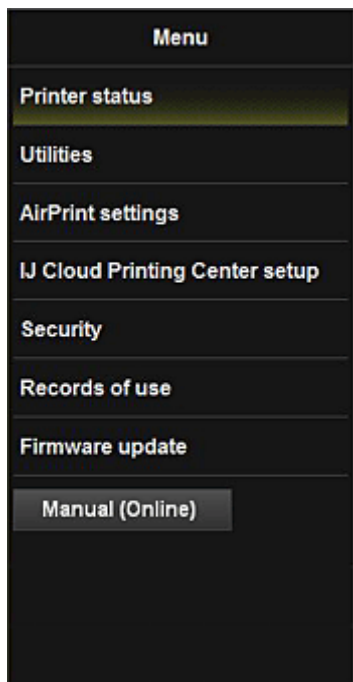 Menu
Printer status
Utilities
AirPrint settings
IJ Cloud Printing Center setup
Security
Records of use
Firmware update
Manual (Online)